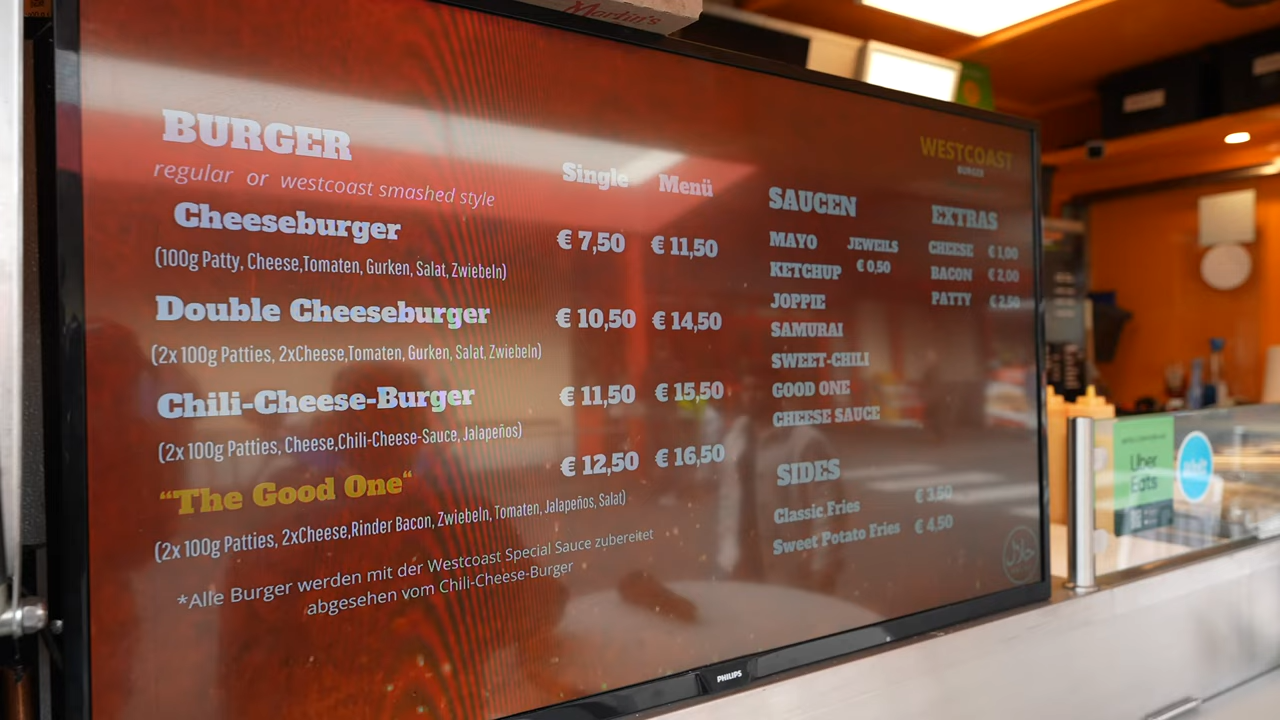 Martin's
BURGER
regular or westcoast smashed style
Single Menü
Cheeseburger
€ 7,50 € 11,50
(100g Patty, Cheese,Tomaten, Gurken, Salat, Zwiebeln)
Double Cheeseburger
€ 10,50 € 14,50
(2x 100g Patties, 2xCheese,Tomaten, Gurken, Salat, Zwiebeln)
Chili-Cheese-Burger
€ 11,50 € 15,50
(2x 100g Patties, Cheese,Chili-Cheese-Sauce, Jalapeños)
“The Good One“
€ 12,50 € 16,50
(2x 100g Patties, 2xCheese,Rinder Bacon, Zwiebeln, Tomaten,Jalapeños, Salat)
*Alle Burger werden mit der Westcoast Special Sauce zubereitet
abgesehen vom Chili-Cheese-Burger
SAUCEN
MAYO JEWEILS
KETCHUP € 0,50
JOPPIE
SAMURAI
SWEET-CHILI
GOOD ONE
CHEESE SAUCE
SIDES
Classic Fries € 3,50
Sweet Potato Fries € 4,50
WESTCOAST
BURGER
EXTRAS
CHEESE € 1,00
BACON € 2,00
PATTY € 2,50
حلال
PHILIPS
Uber
Eats